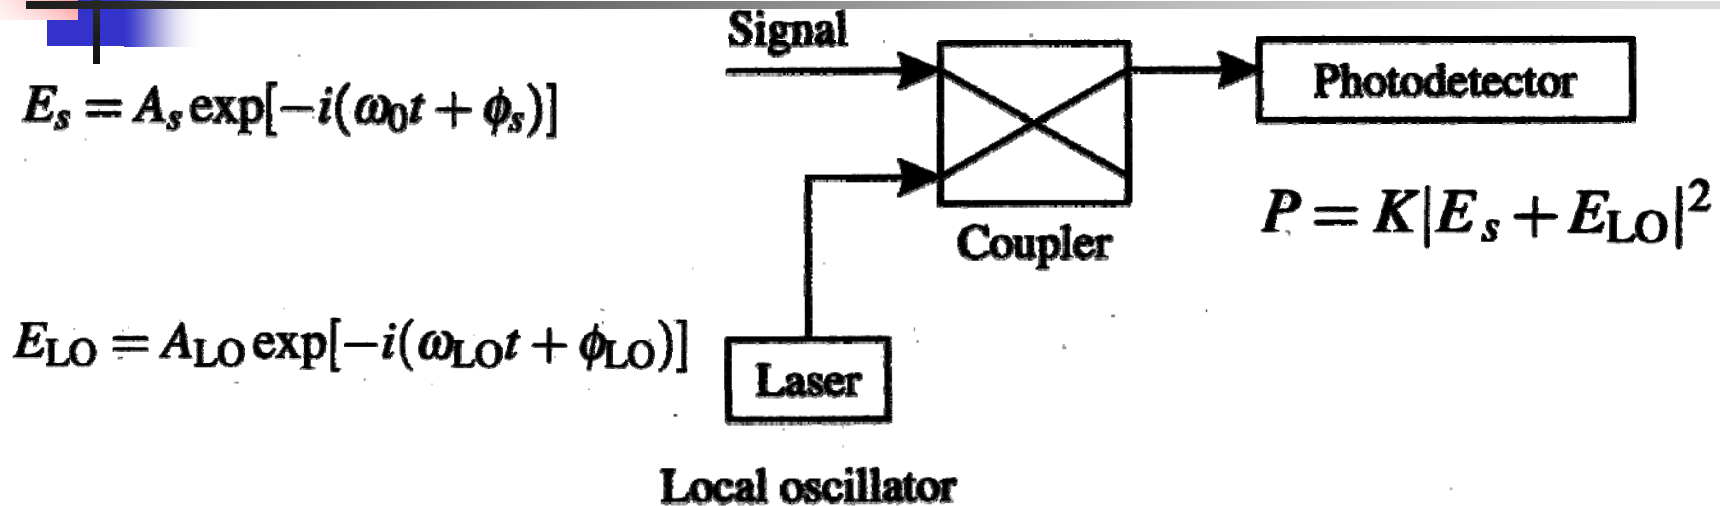 Signal
E_s = A_s exp[−i(ω_0t + ϕ_s)]
Photodetector
P = K|E_s + E_LO|^2
Coupler
E_LO = A_LO exp[−i(ω_LOt + ϕ_LO)]
Laser
Local oscillator